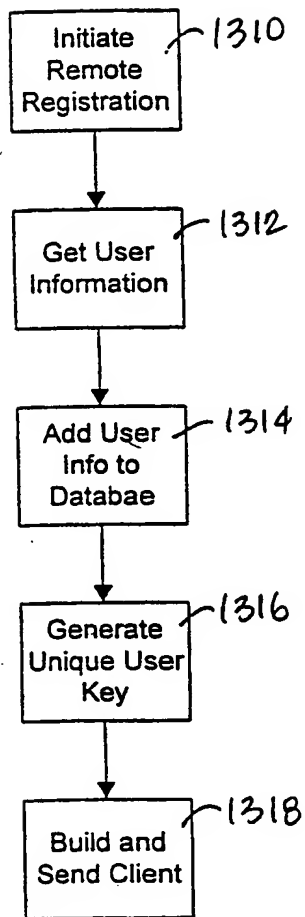 Initiate
Remote
Registration
1310
Get User
Information
1312
Add User
Info to
Databae
1314
Generate
Unique User
Key
1316
Build and
Send Client
1318